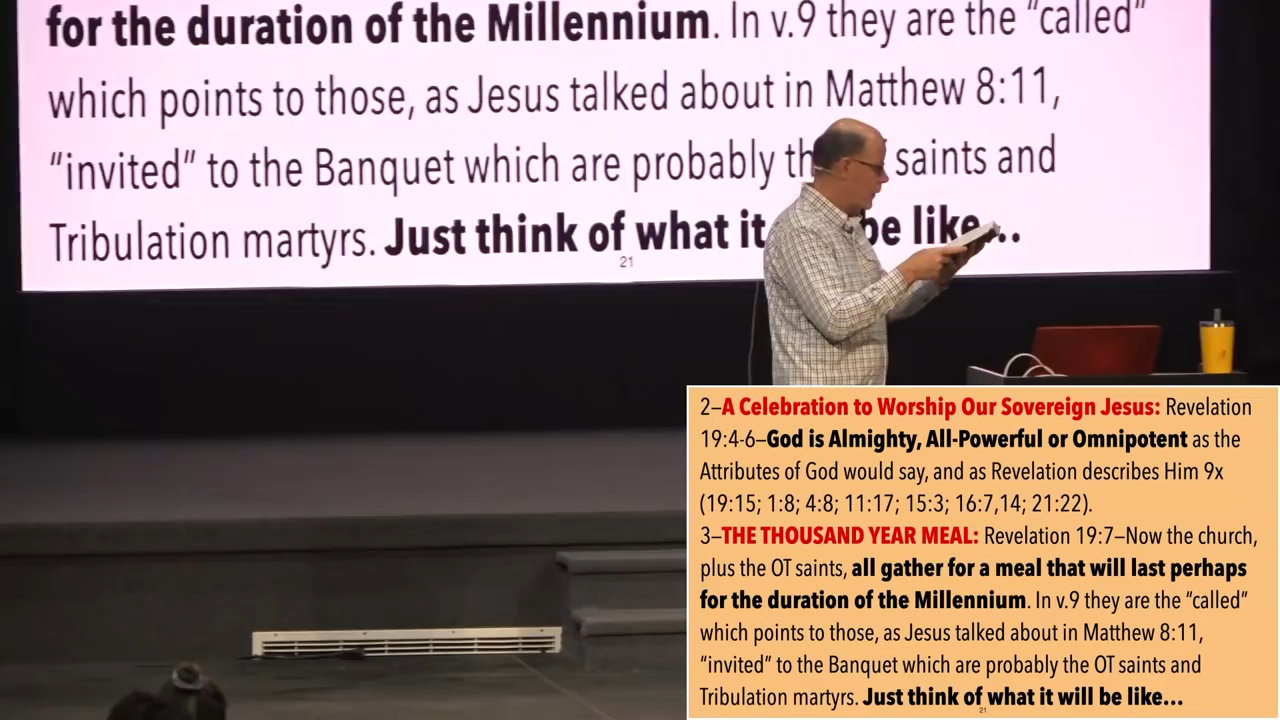 for the duration of the Millennium. In v.9 they are the “called”
which points to those, as Jesus talked about in Matthew 8:11,
“invited” to the Banquet which are probably th saints and
Tribulation martyrs. Just think of what it be like…
21
2–A Celebration to Worship Our Sovereign Jesus: Revelation
19:4-6–God is Almighty, All-Powerful or Omnipotent as the
Attributes of God would say, and as Revelation describes Him 9x
(19:15; 1:8; 4:8; 11:17; 15:3; 16:7,14; 21:22).
3–THE THOUSAND YEAR MEAL: Revelation 19:7–Now the church,
plus the OT saints, all gather for a meal that will last perhaps
for the duration of the Millennium. In v.9 they are the “called”
which points to those, as Jesus talked about in Matthew 8:11,
“invited” to the Banquet which are probably the OT saints and
Tribulation martyrs. Just think of what it will be like…
21